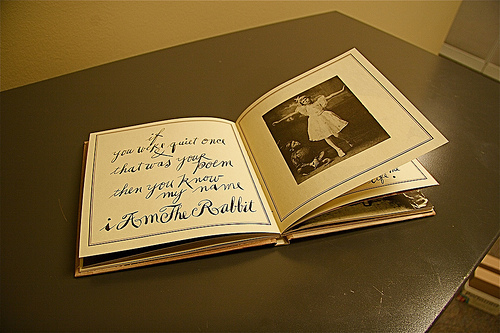 if
you were quiet once
that was your poem
then you know
my name
i Am The Rabbit